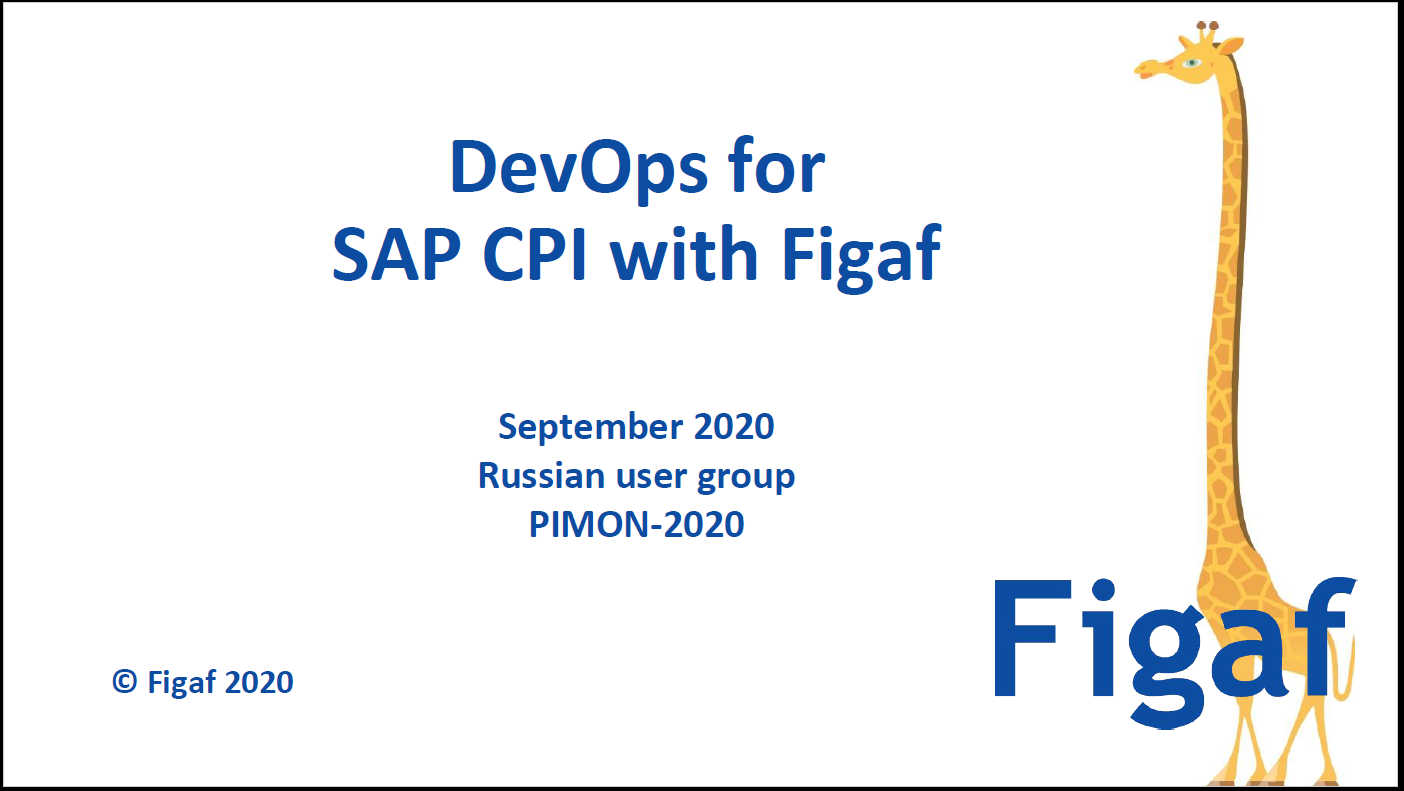 DevOps for
SAP CPI with Figaf
September 2020
Russian user group
PIMON-2020
© Figaf 2020
Figaf